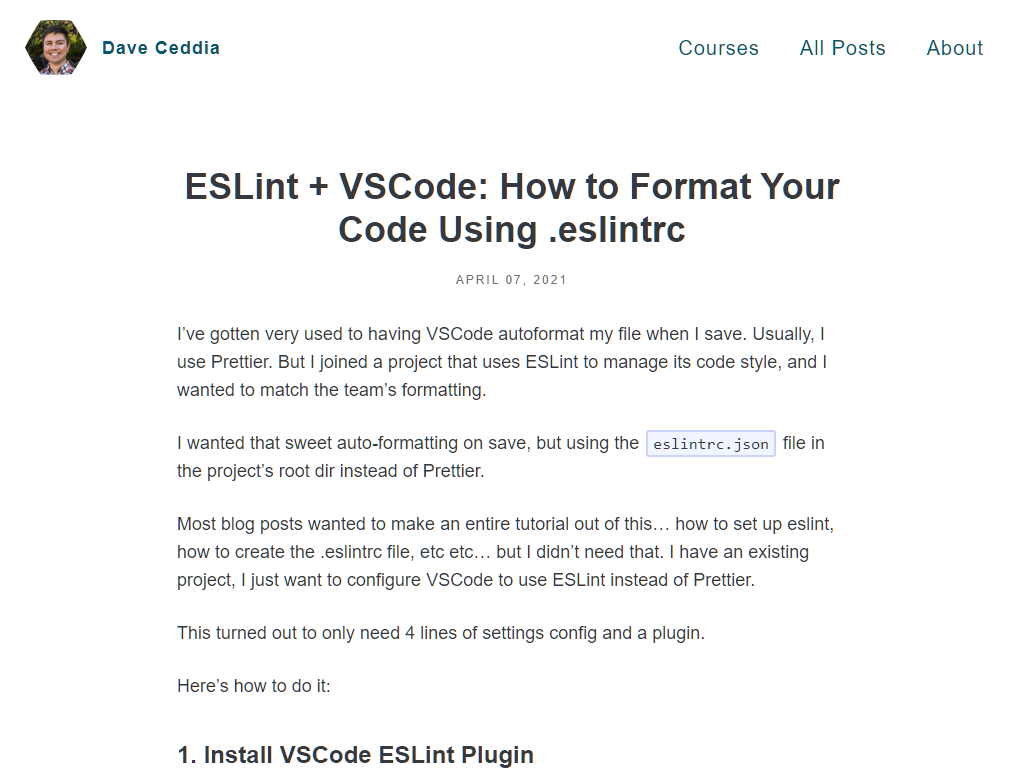 Dave Ceddia
Courses
All Posts
About
ESLint + VSCode: How to Format Your
Code Using .eslintrc
APRIL 07, 2021
I’ve gotten very used to having VSCode autoformat my file when I save. Usually, I
use Prettier. But I joined a project that uses ESLint to manage its code style, and I
wanted to match the team’s formatting.
I wanted that sweet auto-formatting on save, but using the eslintrc.json file in
the project’s root dir instead of Prettier.
Most blog posts wanted to make an entire tutorial out of this… how to set up eslint,
how to create the .eslintrc file, etc etc… but I didn’t need that. I have an existing
project, I just want to configure VSCode to use ESLint instead of Prettier.
This turned out to only need 4 lines of settings config and a plugin.
Here’s how to do it:
1. Install VSCode ESLint Plugin